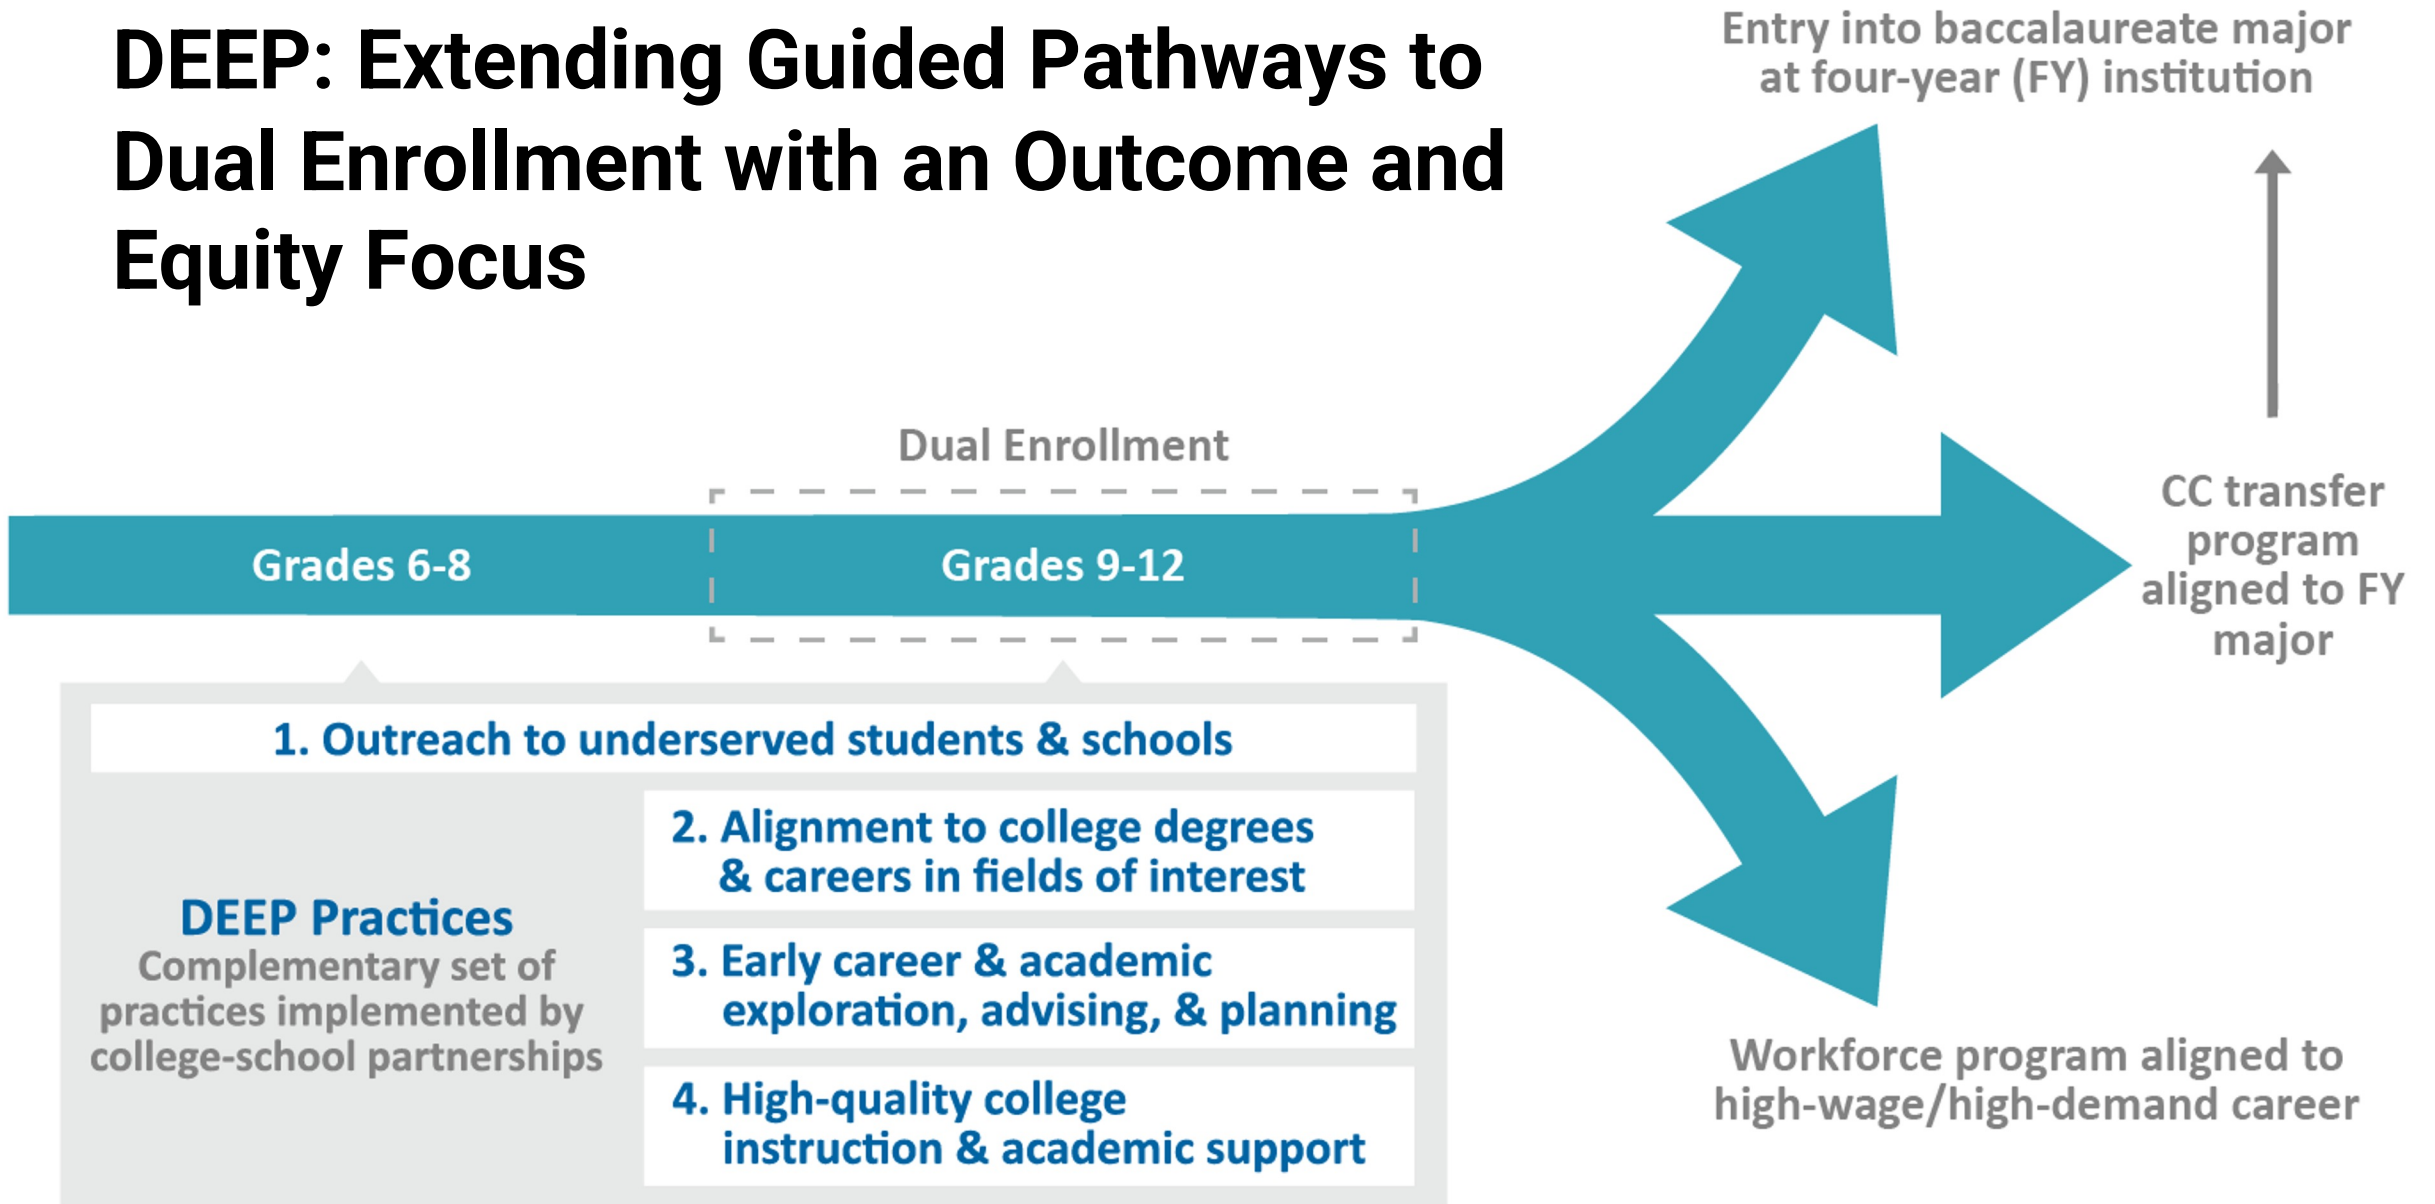 DEEP: Extending Guided Pathways to
Dual Enrollment with an Outcome and
Equity Focus
Entry into baccalaureate major
at four-year (FY) institution
Dual Enrollment
Grades 6-8
Grades 9-12
CC transfer
program
aligned to FY
major
1. Outreach to underserved students & schools
DEEP Practices
Complementary set of
practices implemented by
college-school partnerships
2. Alignment to college degrees
& careers in fields of interest
3. Early career & academic
exploration, advising, & planning
4. High-quality college
instruction & academic support
Workforce program aligned to
high-wage/high-demand career